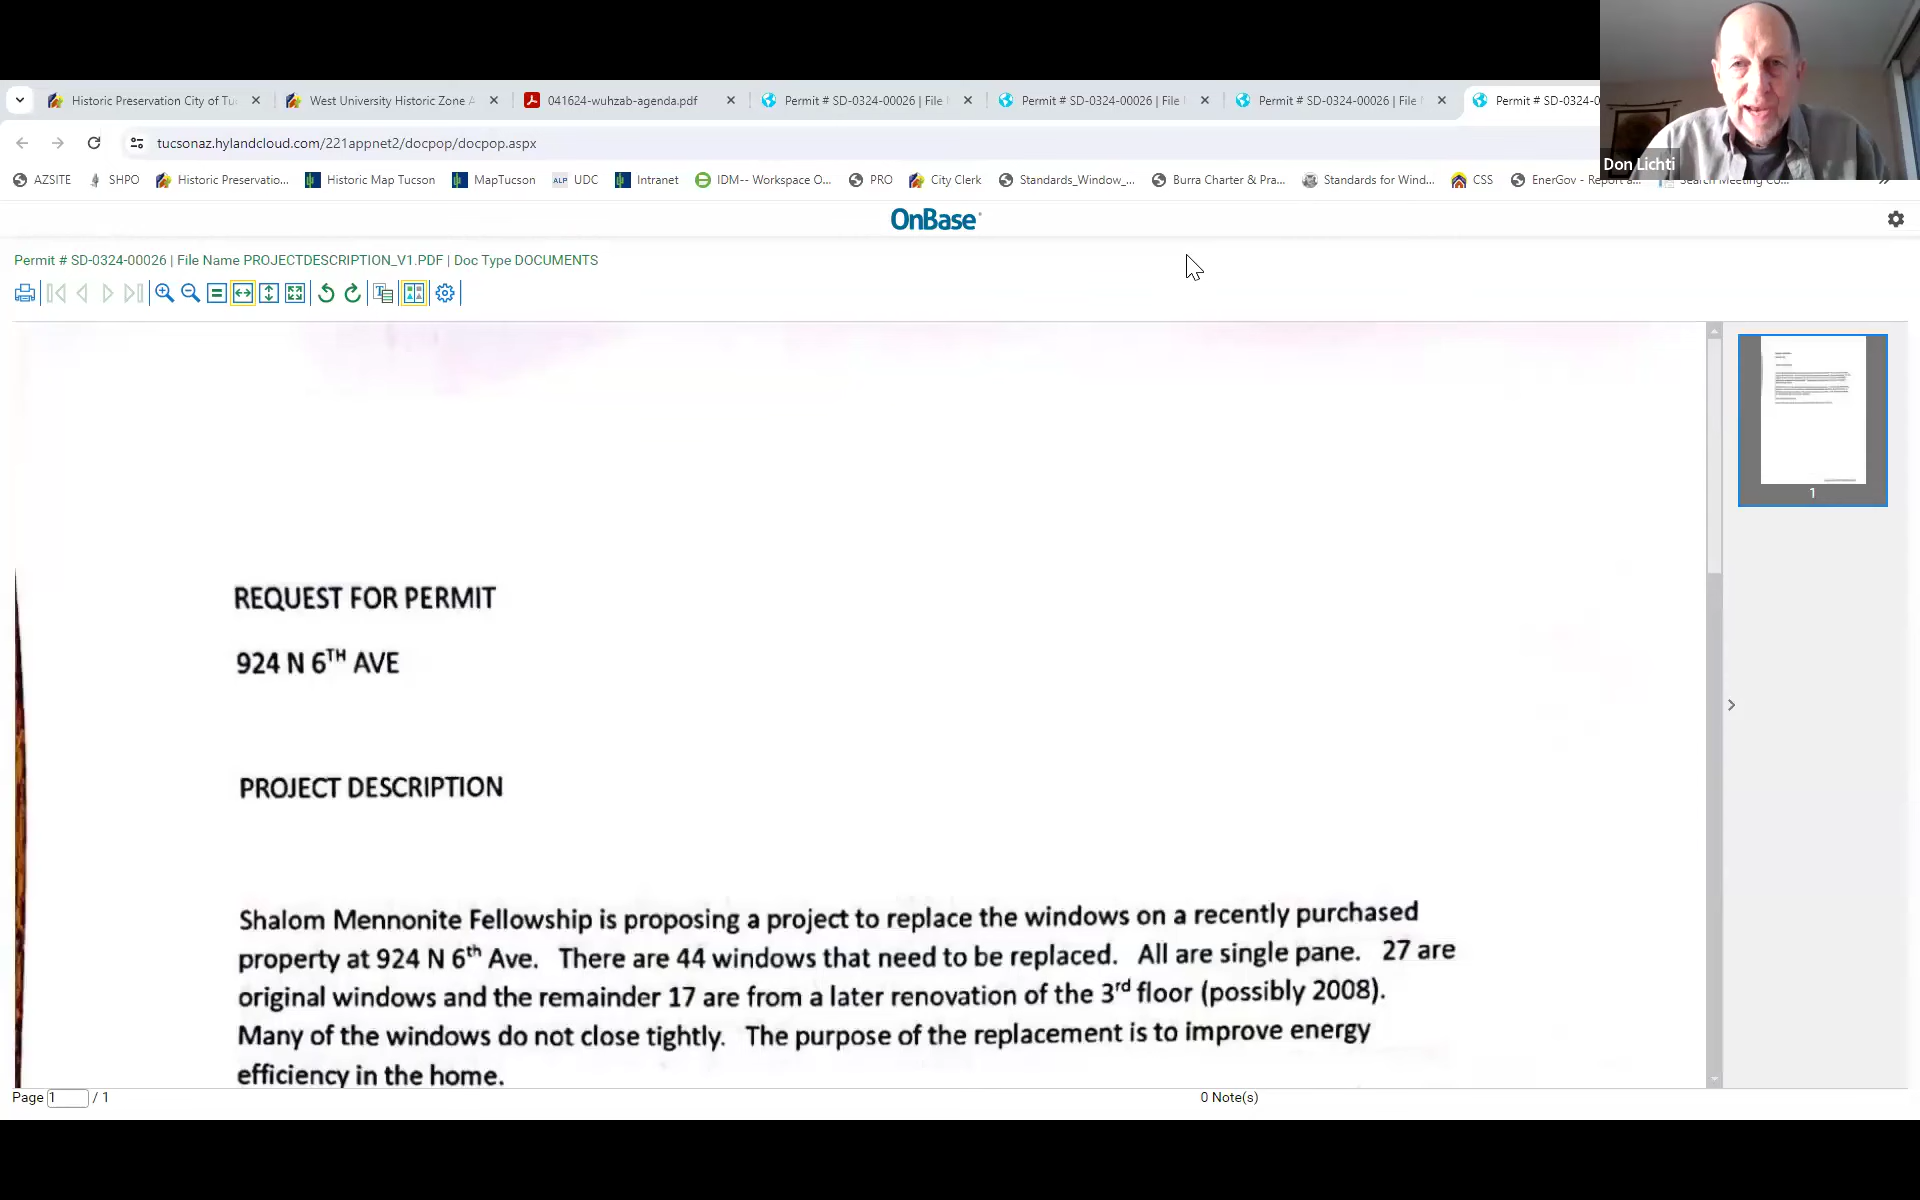 Historic Preservation City of Tu
West University Historic Zone A
041624-wuhzab-agenda.pdf
Permit # SD-0324-00026 | File
Permit # SD-0324-00026 | File
Permit # SD-0324-00026 | File
Permit # SD-0324-0
tucsonaz.hylandcloud.com/221appnet2/docpop/docpop.aspx
AZSITE
SHPO
Historic Preservatio...
Historic Map Tucson
MapTucson
ALP UDC
Intranet
IDM-- Workspace O...
PRO
City Clerk
Standards_Window_...
Burra Charter & Pra...
Standards for Wind...
CSS
EnerGov - Report a...
Search Meeting Co...
Don Lichti
OnBase
Permit # SD-0324-00026 | File Name PROJECTDESCRIPTION_V1.PDF | Doc Type DOCUMENTS
REQUEST FOR PERMIT
924 N 6TH AVE
PROJECT DESCRIPTION
Shalom Mennonite Fellowship is proposing a project to replace the windows on a recently purchased
property at 924 N 6th Ave. There are 44 windows that need to be replaced. All are single pane. 27 are
original windows and the remainder 17 are from a later renovation of the 3rd floor (possibly 2008).
Many of the windows do not close tightly. The purpose of the replacement is to improve energy
efficiency in the home.
1
Page 1 / 1
0 Note(s)